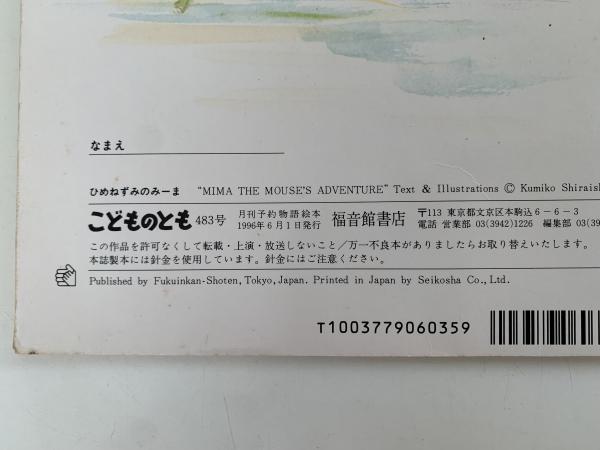 なまえ
ひめねずみのみーま “MIMA THE MOUSE'S ADVENTURE” Text & Illustrations Ⓒ Kumiko Shiraish
こどものとも 483号 月刊予約物語絵本 福音館書店 〒113 東京都文京区本駒込6-6-3
1996年6月1日発行 電話 営業部 03(3942)1226 編集部 03(39
この作品を許可なくして転載・上演・放送しないこと/万一不良本がありましたらお取り替えいたします。
本誌製本には針金を使用しています。針金にはご注意ください。
Published by Fukuinkan-Shoten, Tokyo, Japan. Printed in Japan by Seikosha Co., Ltd.
T1003779060359